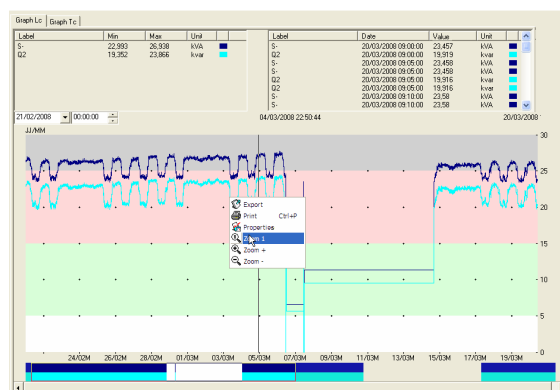 Graph Lc Graph Tc
Label Min Max Unit
S- 22,993 26,938 kVA
Q2 19,352 23,866 kvar
Label Date Value Unit
S- 20/03/2008 09:00:00 23,457 kVA
Q2 20/03/2008 09:00:00 19,919 kvar
S- 20/03/2008 09:05:00 23,458 kVA
S- 20/03/2008 09:05:00 23,458 kVA
Q2 20/03/2008 09:05:00 19,916 kvar
Q2 20/03/2008 09:05:00 19,916 kvar
S- 20/03/2008 09:10:00 23,58 kVA
S- 20/03/2008 09:10:00 23,58 kVA
21/02/2008 00:00:00 04/03/2008 22:50:44 20/03/2008
JJ/MM
30
25
20
15
10
5
0
Export
Print Ctrl+P
Properties
Zoom 1
Zoom +
Zoom -
24/02M 26/02M 28/02M 01/03M 03/03M 05/03M 07/03M 09/03M 11/03M 13/03M 15/03M 17/03M 19/03M